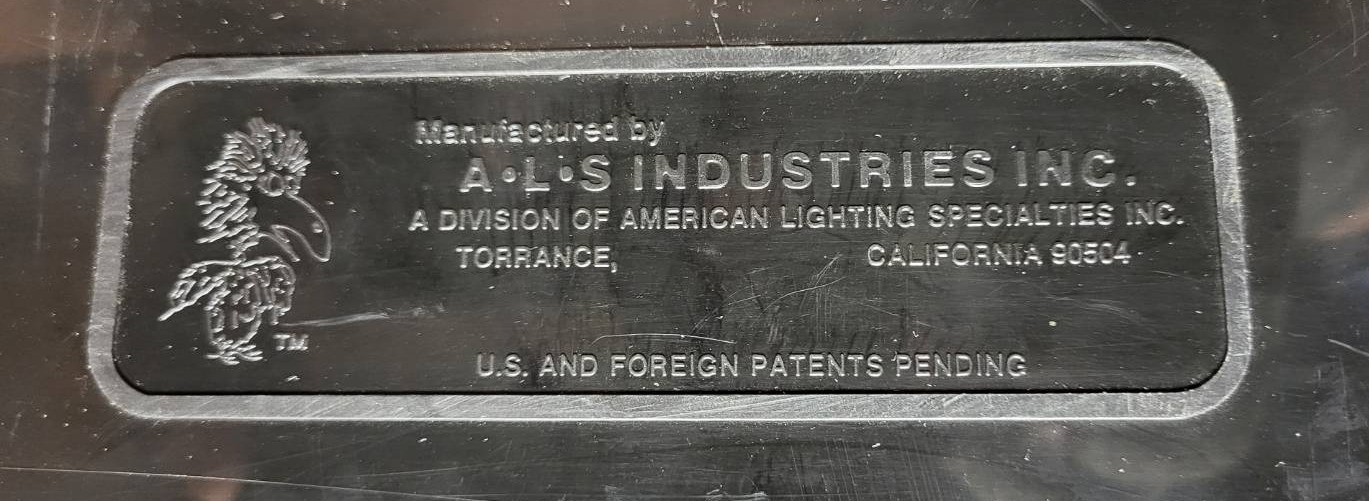 Manufactured by
A•L•S INDUSTRIES INC.
A DIVISION OF AMERICAN LIGHTING SPECIALTIES INC.
TORRANCE, CALIFORNIA 90504
TM
U.S. AND FOREIGN PATENTS PENDING